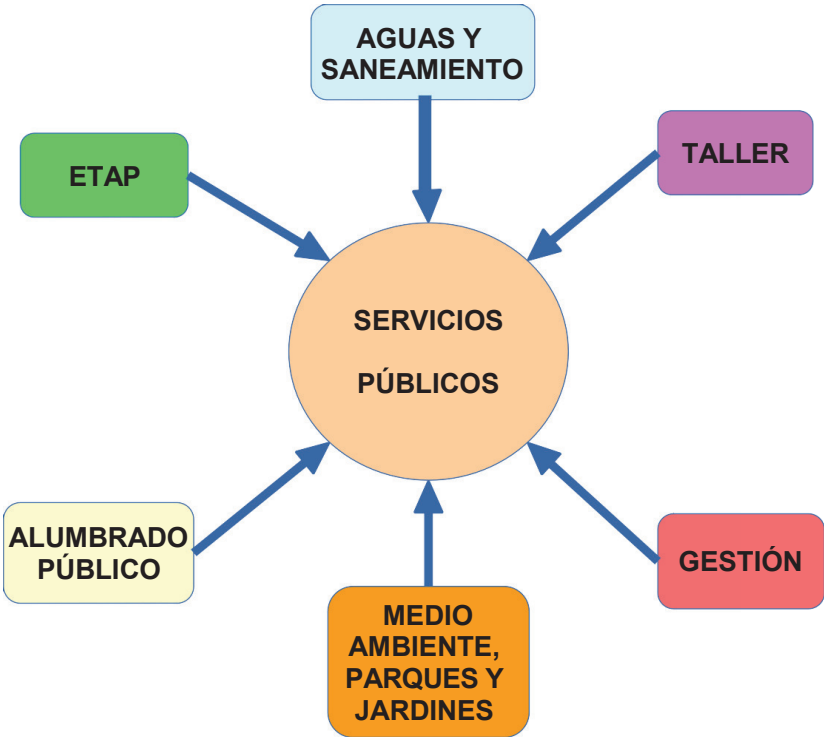 AGUAS Y
SANEAMIENTO
ETAP
TALLER
SERVICIOS
PÚBLICOS
ALUMBRADO
PÚBLICO
GESTIÓN
MEDIO
AMBIENTE,
PARQUES Y
JARDINES